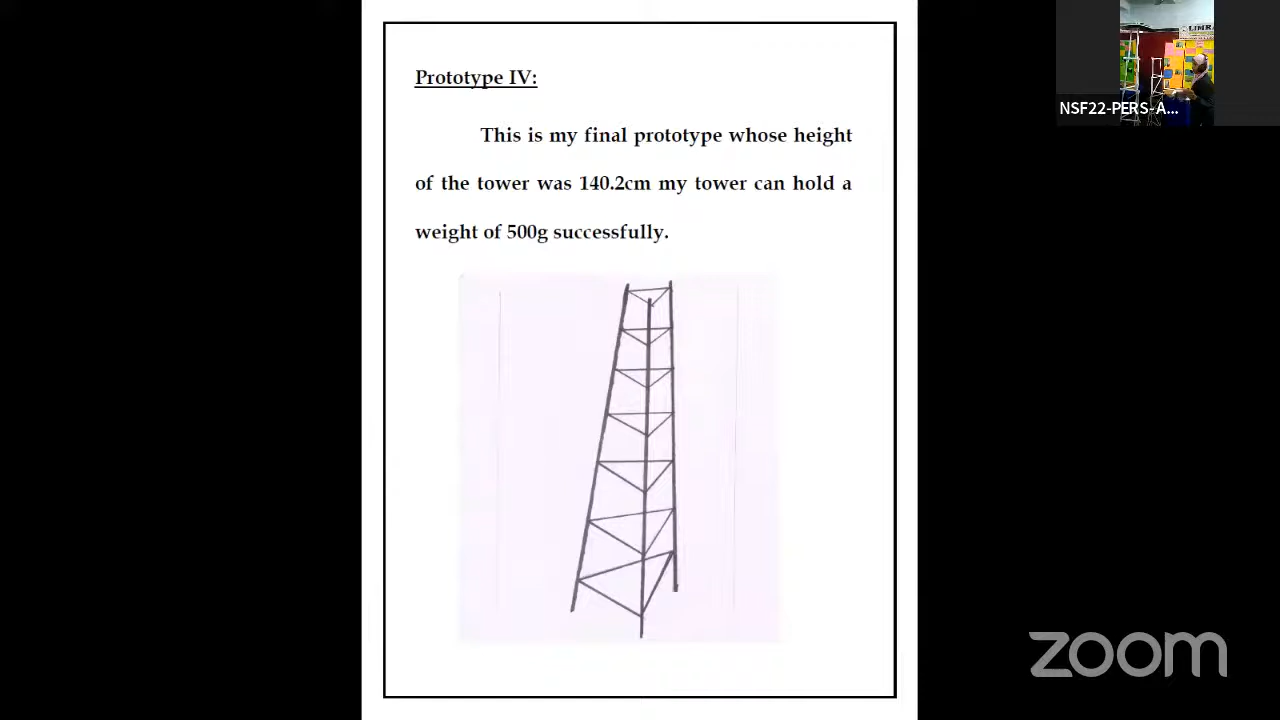 Prototype IV:
This is my final prototype whose height
of the tower was 140.2cm my tower can hold a
weight of 500g successfully.
LIMRA
NSF22-PERS-A...
zoom